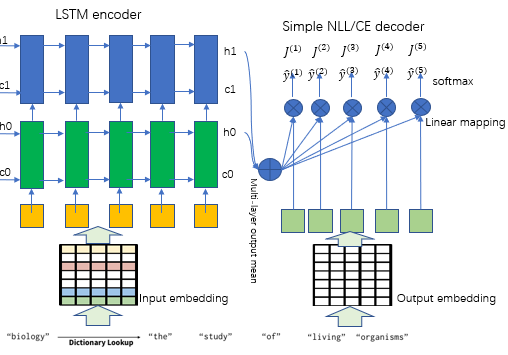 LSTM encoder
Simple NLL/CE decoder
h1
h1
J(1) J(2) J(3) J(4) J(5)
ŷ(1) ŷ(2) ŷ(3) ŷ(4) ŷ(5)
softmax
c1
c1
Linear mapping
h0
h0
c0
c0
Multi-layer output mean
Input embedding
Output embedding
“biology” “the” “study” “of” “living” “organisms”
Dictionary Lookup